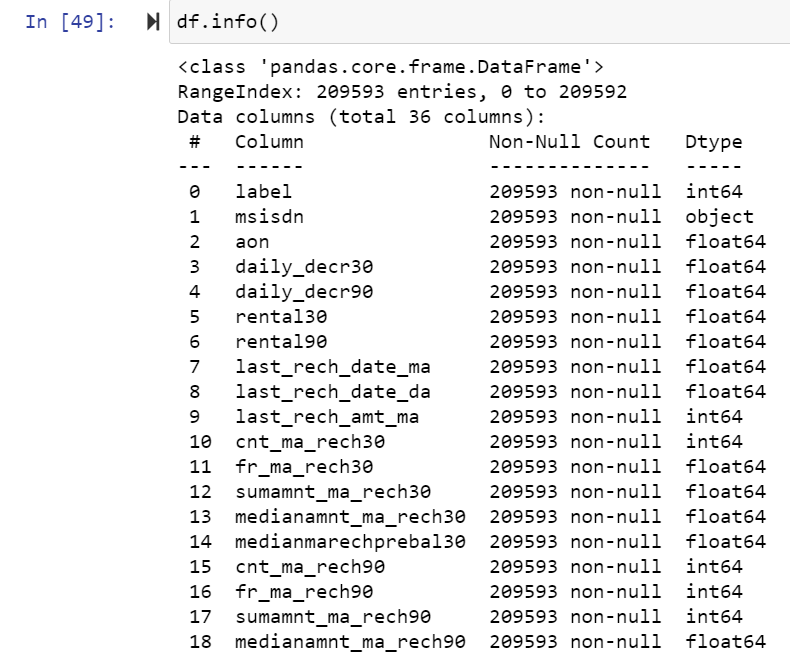 In [49]: df.info()
<class 'pandas.core.frame.DataFrame'>
RangeIndex: 209593 entries, 0 to 209592
Data columns (total 36 columns):
 #   Column                Non-Null Count   Dtype
---  ------                --------------   -----
 0   label                 209593 non-null  int64
 1   msisdn                209593 non-null  object
 2   aon                   209593 non-null  float64
 3   daily_decr30          209593 non-null  float64
 4   daily_decr90          209593 non-null  float64
 5   rental30              209593 non-null  float64
 6   rental90              209593 non-null  float64
 7   last_rech_date_ma     209593 non-null  float64
 8   last_rech_date_da     209593 non-null  float64
 9   last_rech_amt_ma      209593 non-null  int64
 10  cnt_ma_rech30         209593 non-null  int64
 11  fr_ma_rech30          209593 non-null  float64
 12  sumamnt_ma_rech30     209593 non-null  float64
 13  medianamnt_ma_rech30  209593 non-null  float64
 14  medianmarechprebal30  209593 non-null  float64
 15  cnt_ma_rech90         209593 non-null  int64
 16  fr_ma_rech90          209593 non-null  int64
 17  sumamnt_ma_rech90     209593 non-null  int64
 18  medianamnt_ma_rech90  209593 non-null  float64